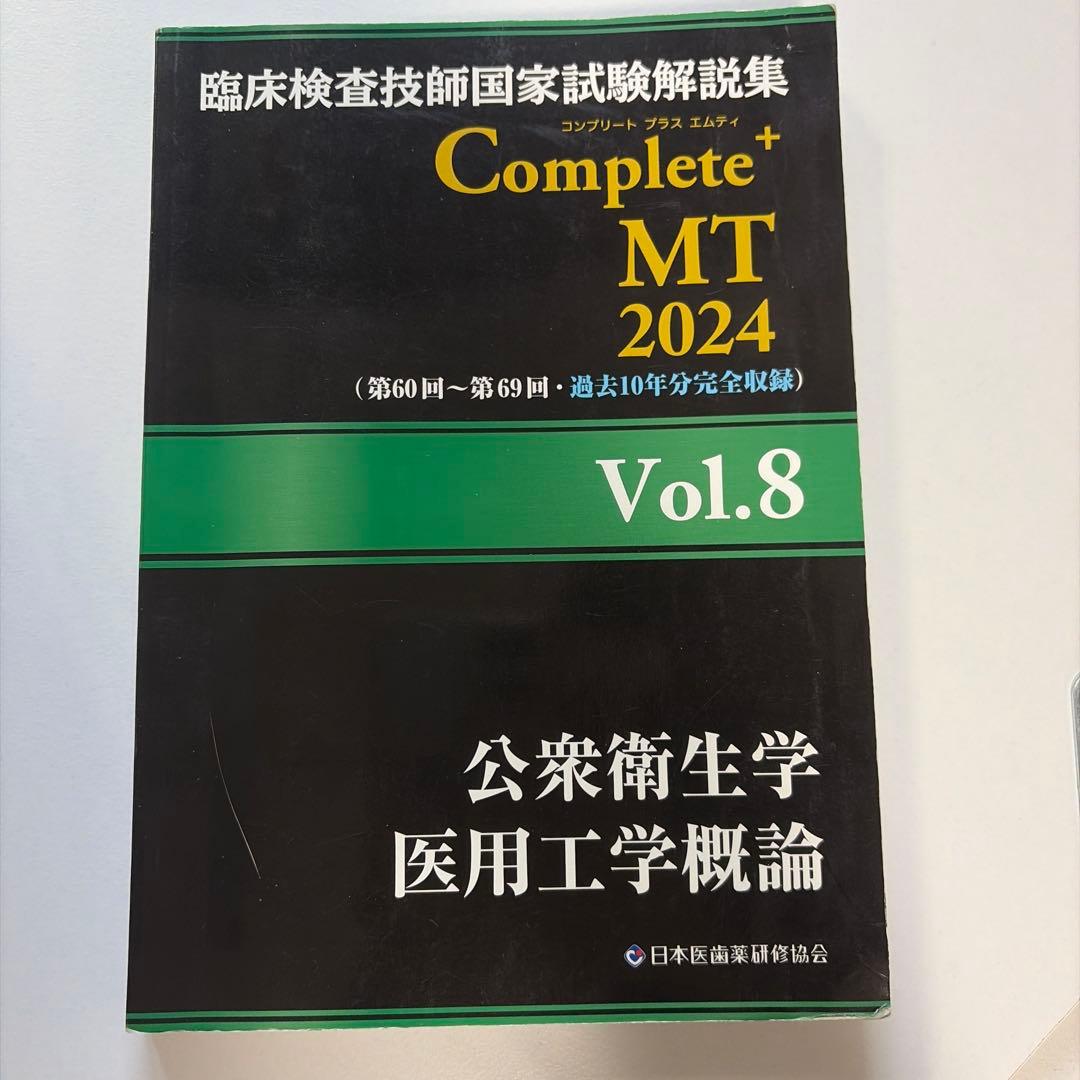 臨床検査技師国家試験解説集
コンプリート プラス エムティ
Complete+
MT
2024
(第60回～第69回・過去10年分完全収録)
Vol.8
公衆衛生学
医用工学概論
日本医歯薬研修協会